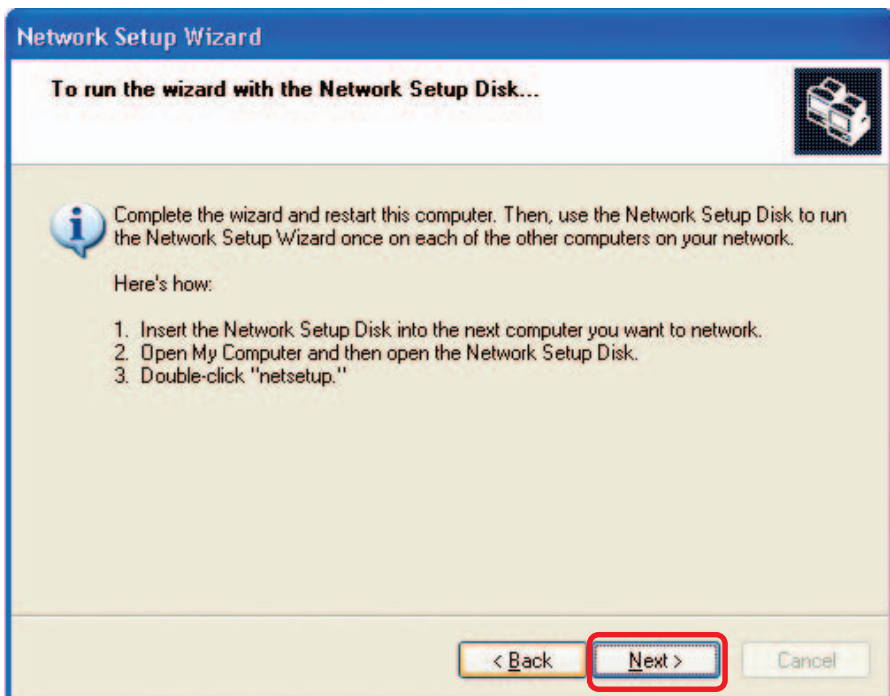 Network Setup Wizard
To run the wizard with the Network Setup Disk...
Complete the wizard and restart this computer. Then, use the Network Setup Disk to run
the Network Setup Wizard once on each of the other computers on your network.
Here's how:
1. Insert the Network Setup Disk into the next computer you want to network.
2. Open My Computer and then open the Network Setup Disk.
3. Double-click "netsetup."
< Back
Next >
Cancel